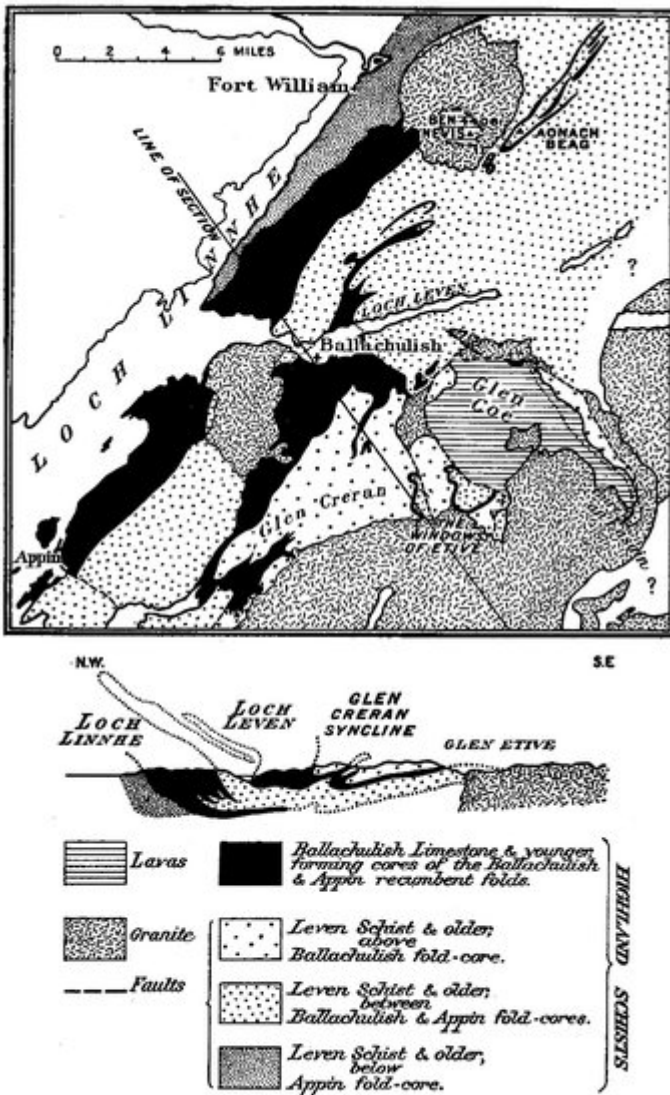 0 2 4 6 MILES
Fort William
BEN
NEVIS
AONACH
BEAG
LINE OF SECTION
LOCH LINNHE
LOCH LEVEN
?
Ballachulish
Glen
Coe
Glen Creran
WINDOWS
OF ETIVE
Appin
?
N.W.
S.E
LOCH
LINNHE
LOCH
LEVEN
GLEN
CRERAN
SYNCLINE
GLEN ETIVE
Lavas
Ballachulish Limestone & younger,
forming cores of the Ballachulish
& Appin recumbent folds.
Granite
Leven Schist & older,
above
Ballachulish fold-core.
Faults
Leven Schist & older,
between
Ballachulish & Appin fold-cores.
Leven Schist & older,
below
Appin fold-core.
HIGHLAND SCHISTS